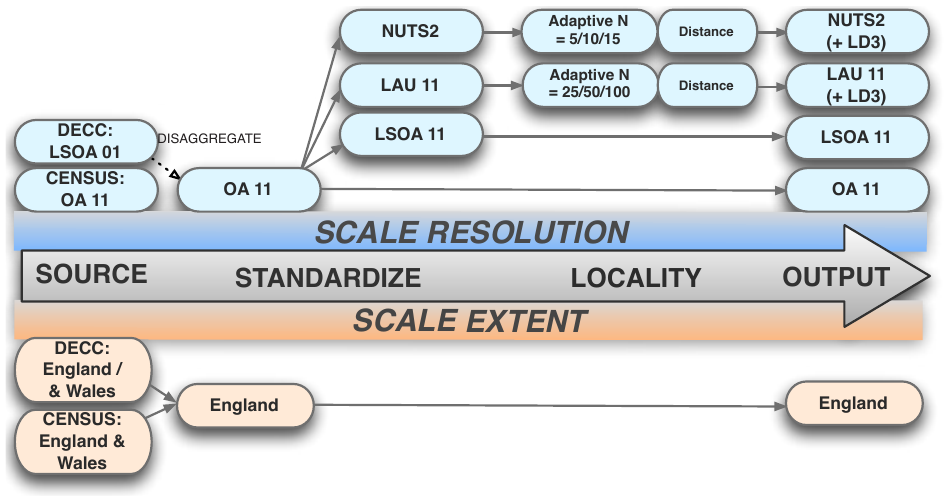 NUTS2
Adaptive N
= 5/10/15
Distance
NUTS2
(+ LD3)
LAU 11
Adaptive N
= 25/50/100
Distance
LAU 11
(+ LD3)
DECC:
LSOA 01
DISAGGREGATE
LSOA 11
LSOA 11
CENSUS:
OA 11
OA 11
OA 11
SCALE RESOLUTION
SOURCE
STANDARDIZE
LOCALITY
OUTPUT
SCALE EXTENT
DECC:
England /
& Wales
England
England
CENSUS:
England &
Wales